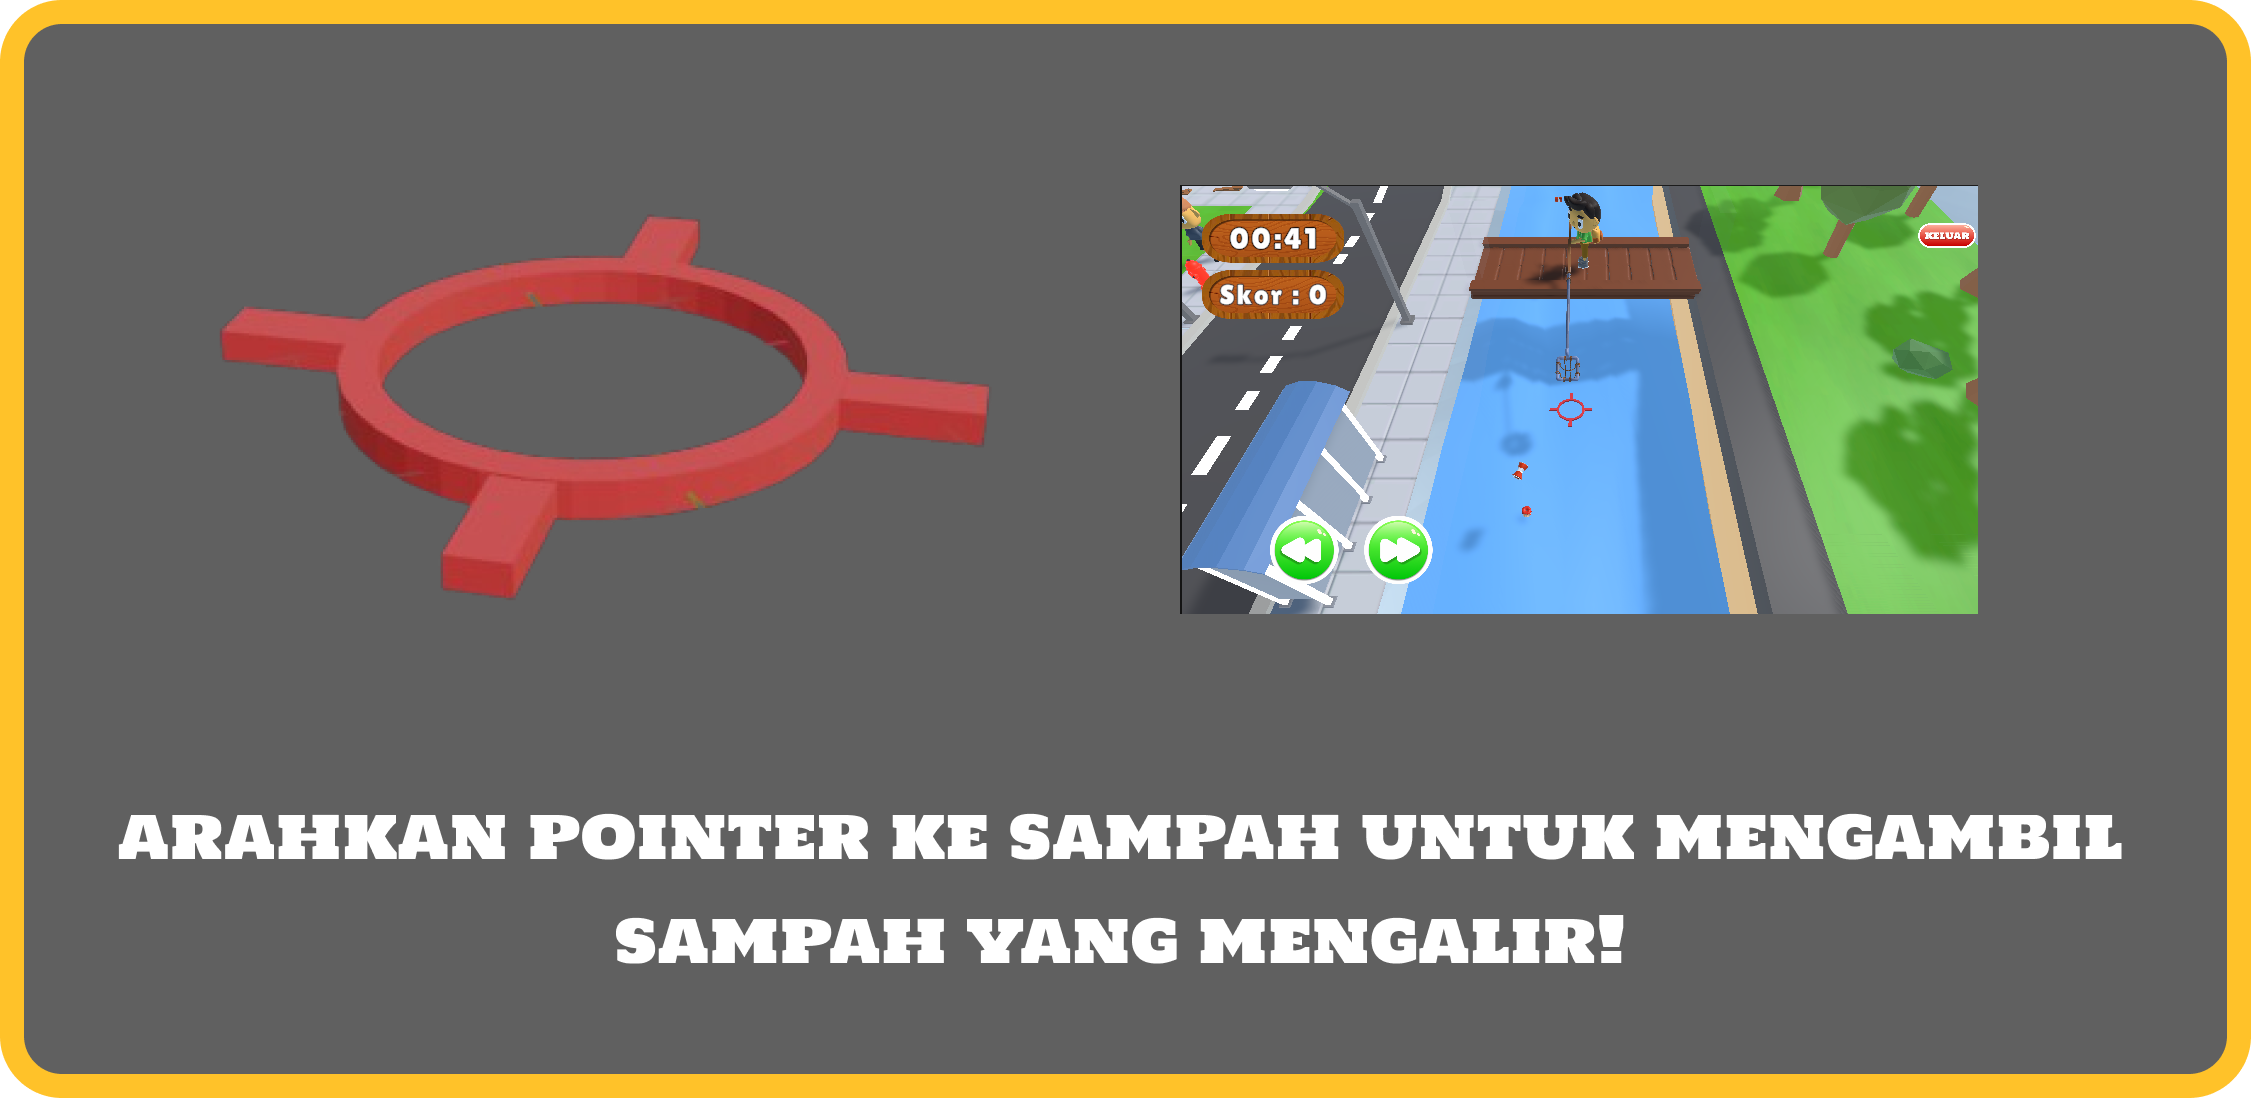 00:41
Skor : 0
KELUAR
ARAHKAN POINTER KE SAMPAH UNTUK MENGAMBIL
SAMPAH YANG MENGALIR!